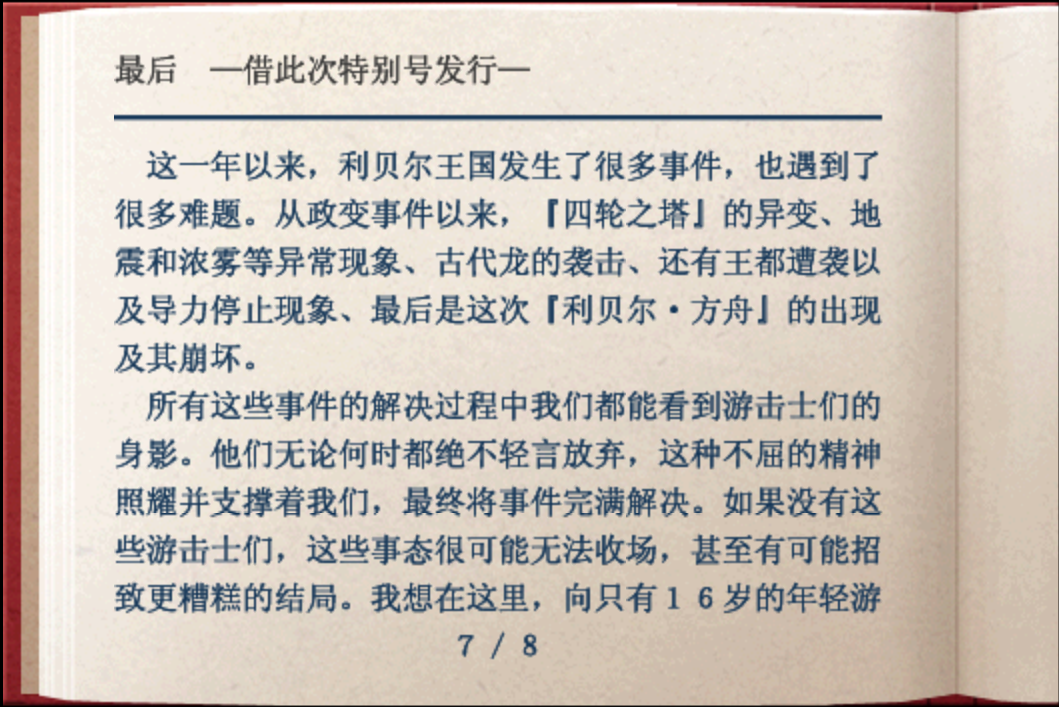 最后　—借此次特别号发行—
这一年以来，利贝尔王国发生了很多事件，也遇到了
很多难题。从政变事件以来，『四轮之塔』的异变、地
震和浓雾等异常现象、古代龙的袭击、还有王都遭袭以
及导力停止现象、最后是这次『利贝尔・方舟』的出现
及其崩坏。
所有这些事件的解决过程中我们都能看到游击士们的
身影。他们无论何时都绝不轻言放弃，这种不屈的精神
照耀并支撑着我们，最终将事件完满解决。如果没有这
些游击士们，这些事态很可能无法收场，甚至有可能招
致更糟糕的结局。我想在这里，向只有１６岁的年轻游
7 / 8